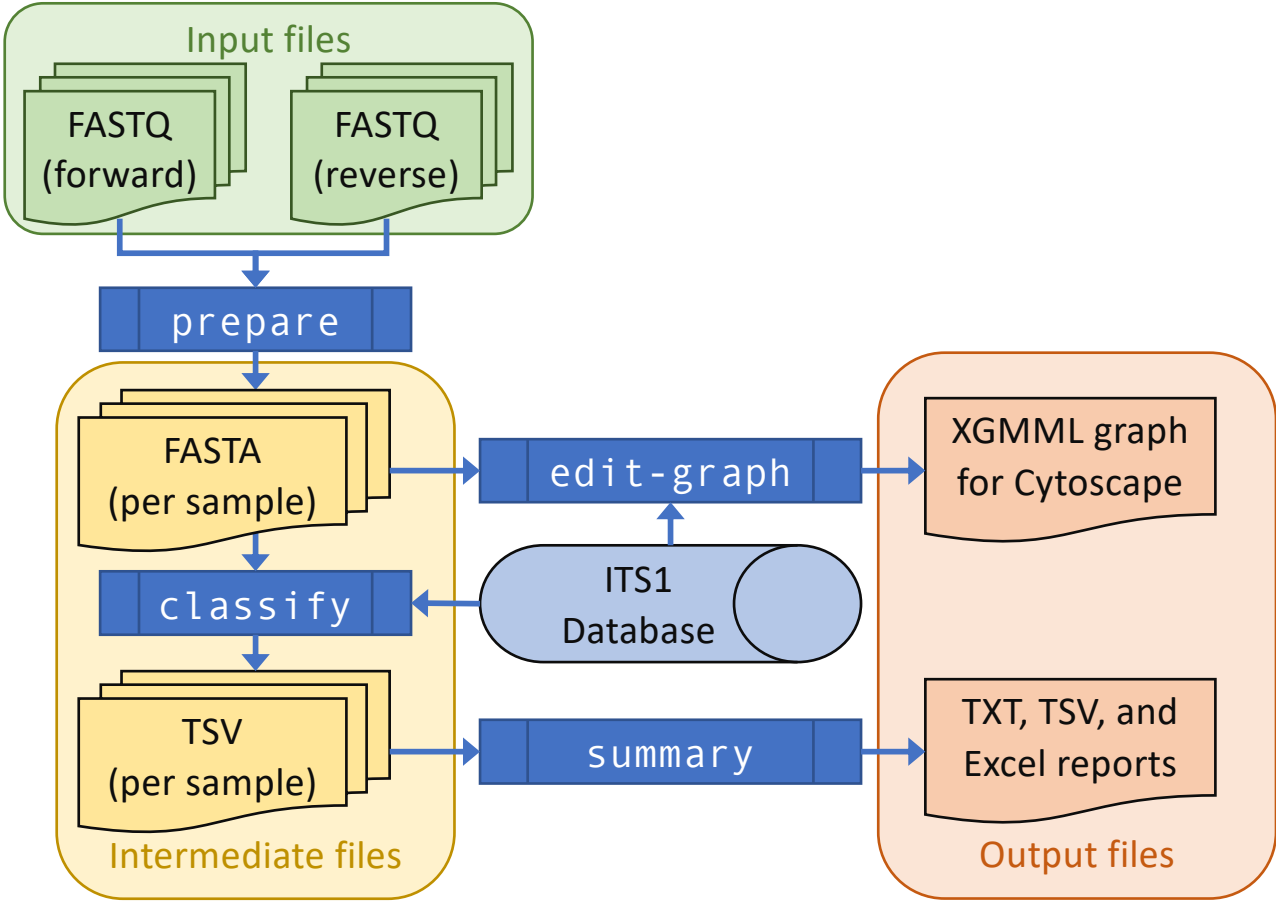 Input files
FASTQ
(forward)
FASTQ
(reverse)
prepare
FASTA
(per sample)
edit-graph
XGMML graph
for Cytoscape
classify
ITS1
Database
TSV
(per sample)
summary
TXT, TSV, and
Excel reports
Intermediate files
Output files